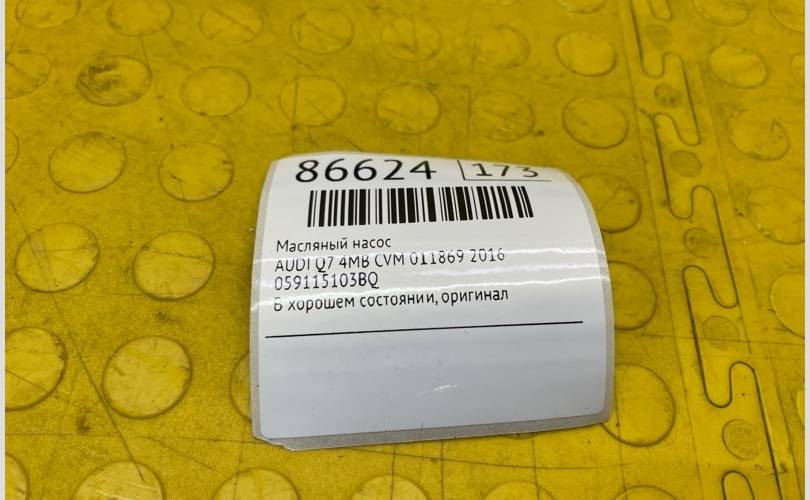 86624 173
Масляный насос
AUDI Q7 4MB CVM 011869 2016
059115103BQ
В хорошем состоянии, оригинал